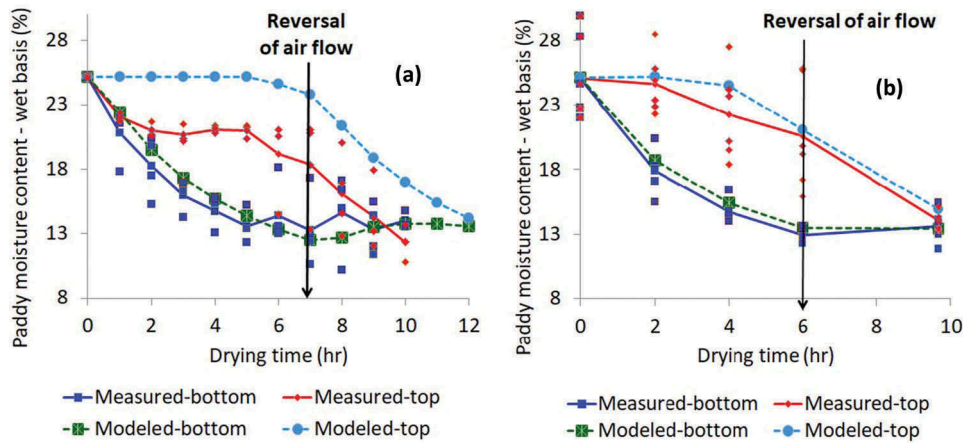 Paddy moisture content - wet basis (%)
28
23
18
13
8
Reversal
of air flow
(a)
0 2 4 6 8 10 12
Drying time (hr)
Measured-bottom Measured-top
Modeled-bottom Modeled-top
Paddy moisture content - wet basis (%)
28
23
18
13
8
Reversal of air flow
(b)
0 2 4 6 8 10
Drying time (hr)
Measured-bottom Measured-top
Modeled-bottom Modeled-top